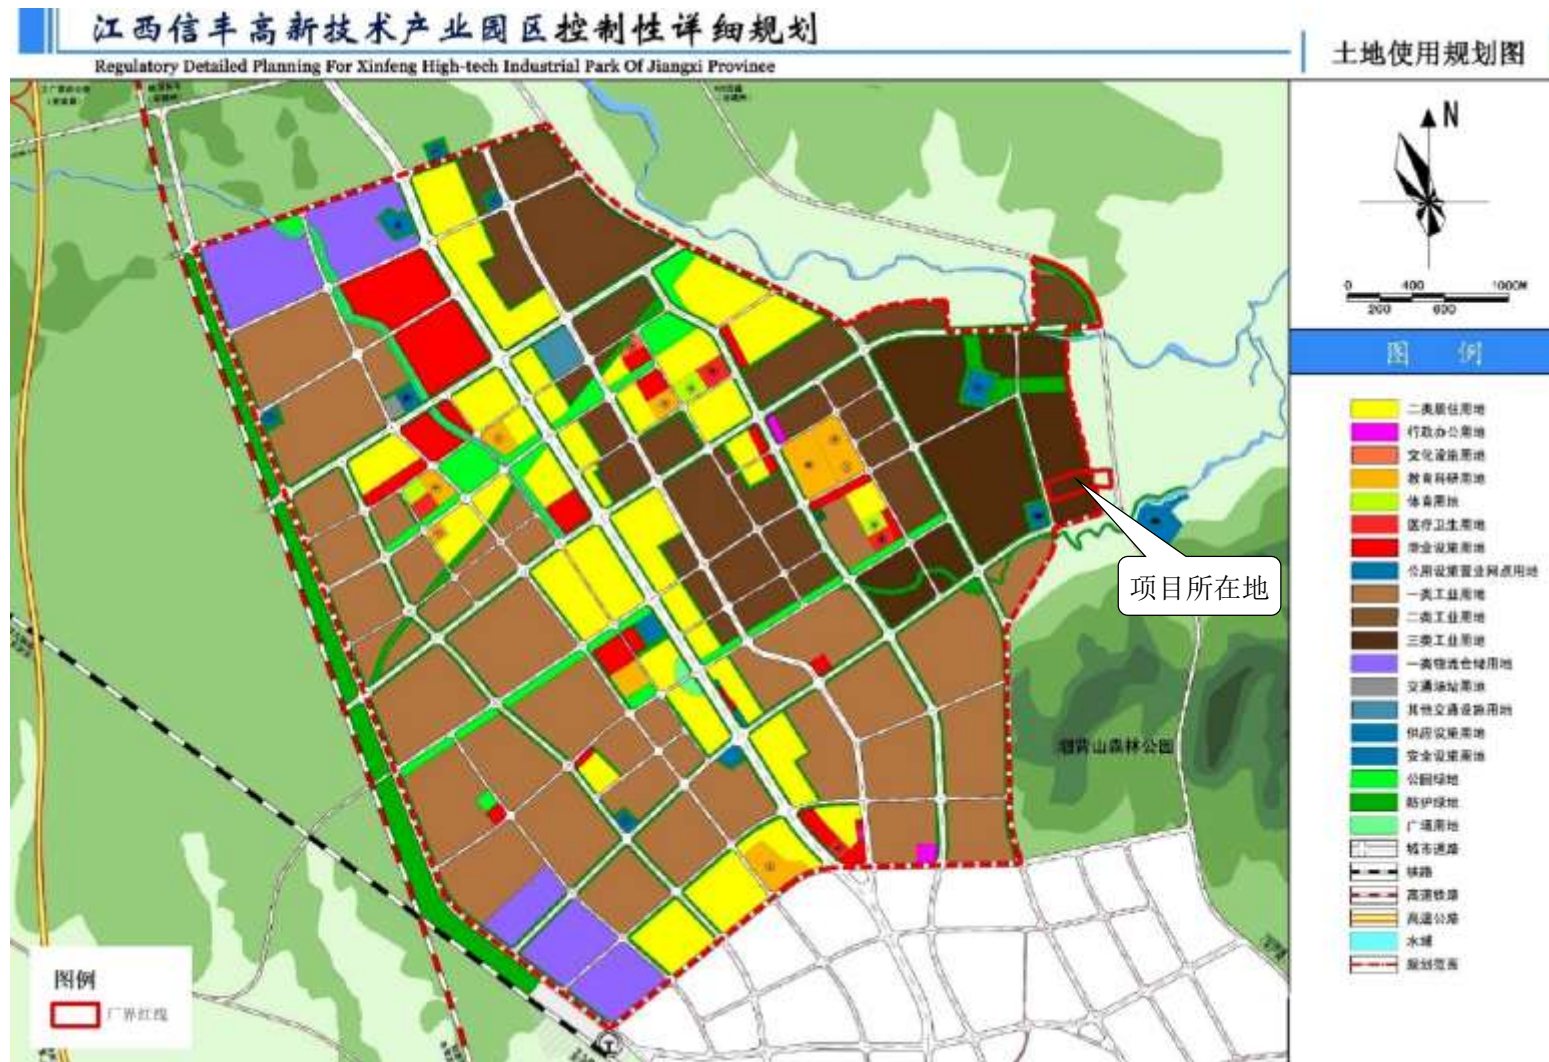 江西信丰高新技术产业园区控制性详细规划
Regulatory Detailed Planning For Xinfeng High-tech Industrial Park Of Jiangxi Province
土地使用规划图
N
0 400 1000M
200 600
图 例
二类居住用地
行政办公用地
文化设施用地
教育科研用地
体育用地
医疗卫生用地
商业设施用地
公用设施营业网点用地
一类工业用地
二类工业用地
三类工业用地
一类物流仓储用地
交通场站用地
其他交通设施用地
供应设施用地
安全设施用地
公园绿地
防护绿地
广场用地
城市道路
铁路
高速铁路
高速公路
水域
规划范围
项目所在地
森林公园
图例
厂界红线